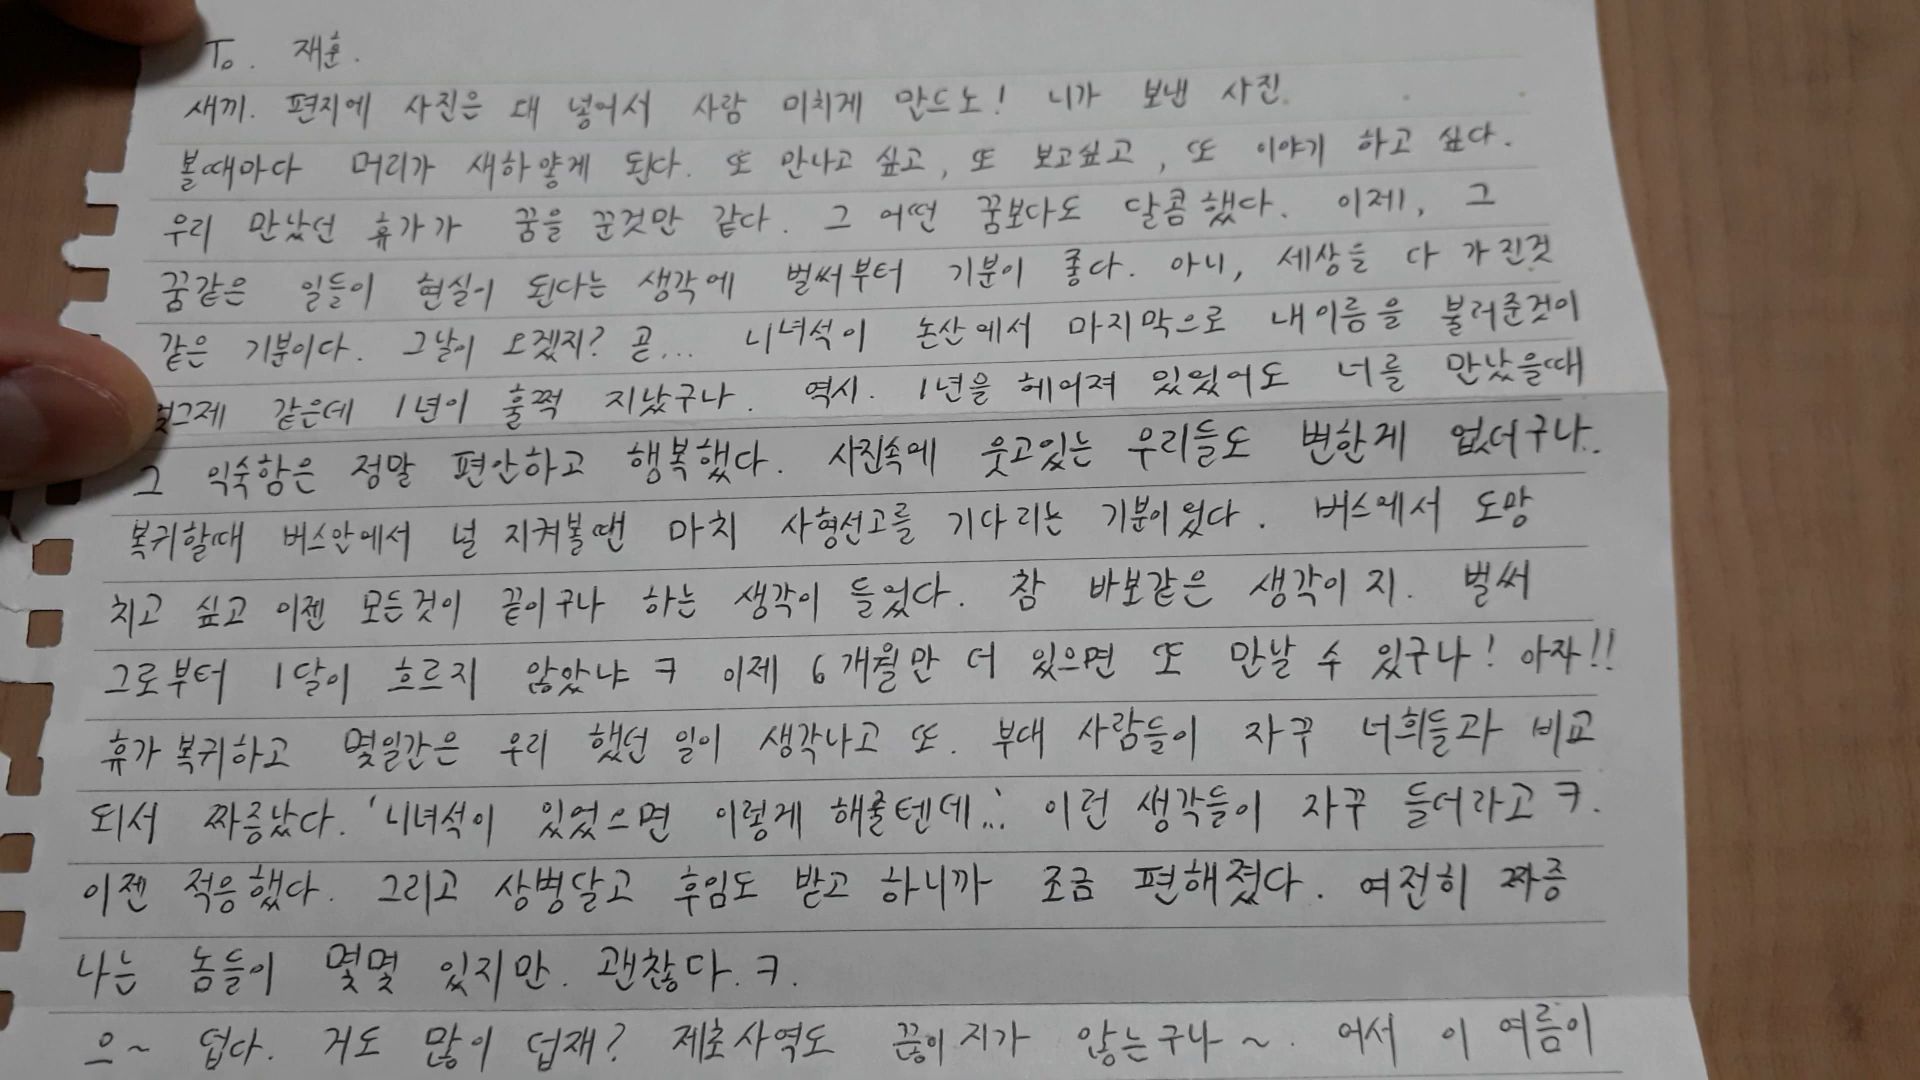 To. 재훈.
새끼. 편지에 사진은 왜 넣어서 사람 미치게 만드노! 니가 보낸 사진
볼때마다 머리가 새하얗게 된다. 또 만나고 싶고, 또 보고싶고, 또 이야기 하고 싶다.
우리 만났던 휴가가 꿈을 꾼것만 같다. 그 어떤 꿈보다도 달콤했다. 이제, 그
꿈같은 일들이 현실이 된다는 생각에 벌써부터 기분이 좋다. 아니, 세상을 다 가진것
같은 기분이다. 그날이 오겠지? 곧... 니녀석이 논산에서 마지막으로 내이름을 불러준것이
엊그제 같은데 1년이 훌쩍 지났구나. 역시. 1년을 헤어져 있었어도 너를 만났을때
그 익숙함은 정말 편안하고 행복했다. 사진속에 웃고있는 우리들도 변한게 없더구나.
복귀할때 버스안에서 널 지켜볼땐 마치 사형선고를 기다리는 기분이었다. 버스에서 도망
치고 싶고 이젠 모든것이 끝이구나 하는 생각이 들었다. 참 바보같은 생각이지. 벌써
그로부터 1달이 흐르지 않았냐 ㅋ 이제 6개월만 더 있으면 또 만날 수 있구나! 아자!!
휴가 복귀하고 몇일간은 우리 했던 일이 생각나고 또. 부대 사람들이 자꾸 너희들과 비교
되서 짜증났다. '니녀석이 있었으면 이렇게 해줄텐데...' 이런 생각들이 자꾸 들더라고 ㅋ.
이젠 적응했다. 그리고 상병달고 후임도 받고 하니까 조금 편해졌다. 여전히 짜증
나는 놈들이 몇몇 있지만. 괜찮다. ㅋ.
으~ 덥다. 거도 많이 덥재? 제초사역도 끊이지가 않는구나~. 어서 이 여름이